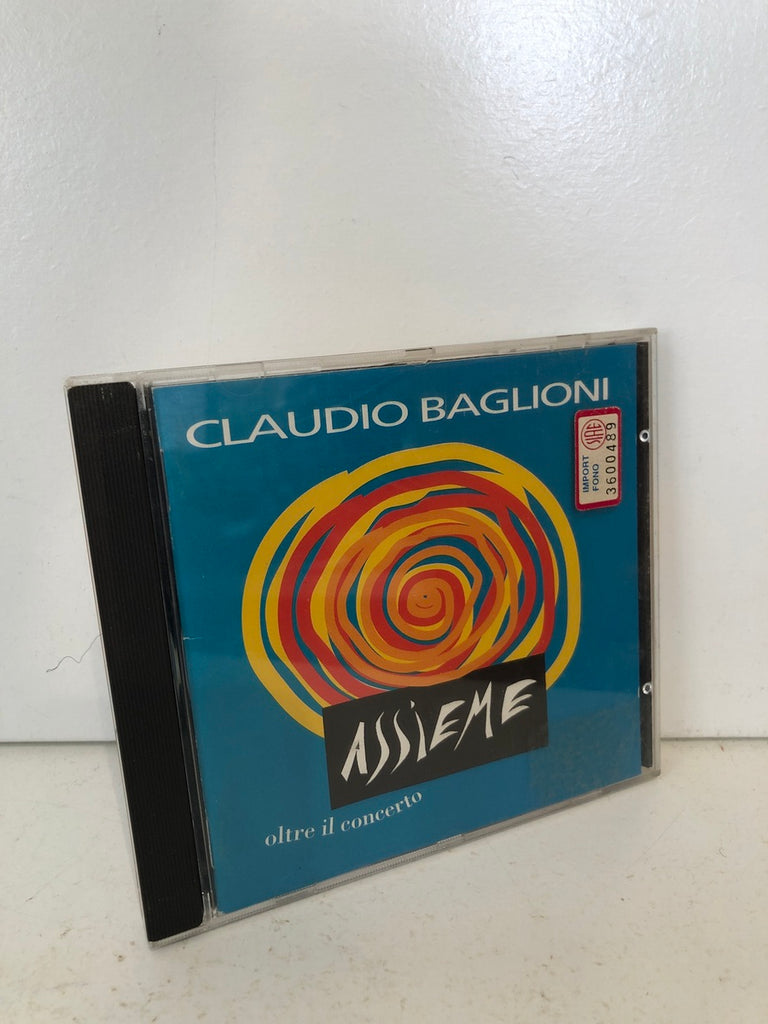 CLAUDIO BAGLIONI
IMPORT
FONO
SIAE
3600489
ASSiEME
oltre il concerto